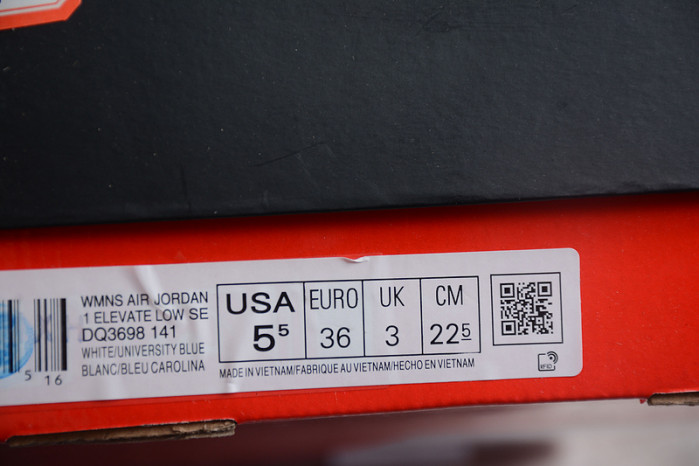 WMNS AIR JORDAN
1 ELEVATE LOW SE
DQ3698 141
WHITE/UNIVERSITY BLUE
BLANC/BLEU CAROLINA
5 16
USA EURO UK CM
5⁵ 36 3 22⁵
MADE IN VIETNAM/FABRIQUE AU VIETNAM/HECHO EN VIETNAM
RFID